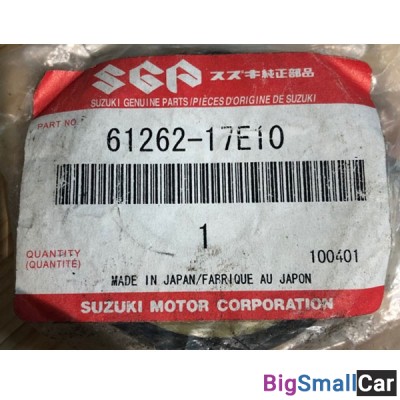 SGP スズキ純正部品
SUZUKI GENUINE PARTS/PIÈCES D'ORIGINE DE SUZUKI
PART NO.
61262-17E10
1
QUANTITY
(QUANTITÉ)
100401
MADE IN JAPAN/FABRIQUE AU JAPON
SUZUKI MOTOR CORPORATION
BigSmallCar